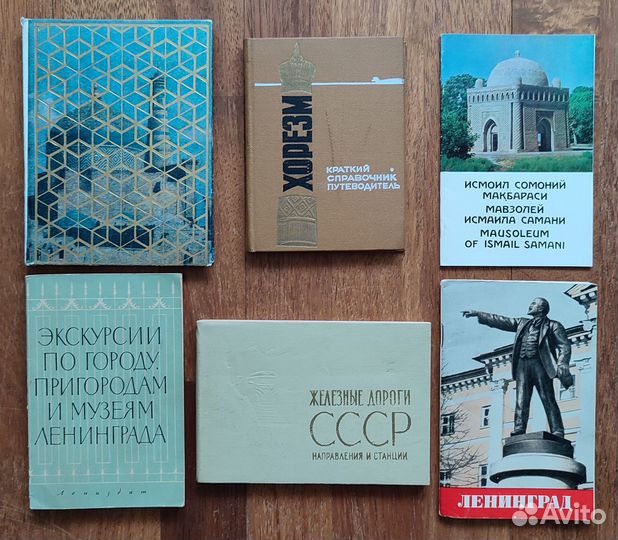 ХОРЕЗМ
КРАТКИЙ
СПРАВОЧНИК
ПУТЕВОДИТЕЛЬ
ИСМОИЛ СОМОНИЙ
МАҚБАРАСИ
МАВЗОЛЕЙ
ИСМАИЛА САМАНИ
MAUSOLEUM
OF ISMAIL SAMANI
ЭКСКУРСИИ
ПО ГОРОДУ,
ПРИГОРОДАМ
И МУЗЕЯМ
ЛЕНИНГРАДА
Лениздат
ЖЕЛЕЗНЫЕ ДОРОГИ
СССР
НАПРАВЛЕНИЯ И СТАНЦИИ
ЛЕНИНГРАД
Avito